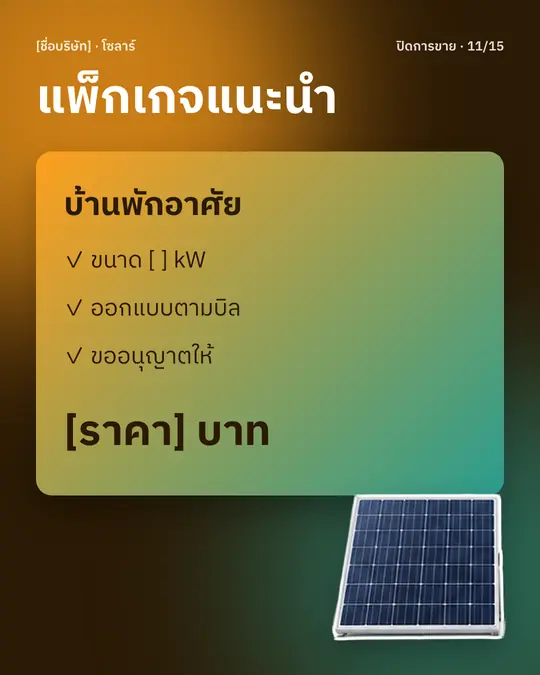 [ชื่อบริษัท] · โซลาร์
ปิดการขาย · 11/15
แพ็กเกจแนะนำ
บ้านพักอาศัย
✓ ขนาด [ ] kW
✓ ออกแบบตามบิล
✓ ขออนุญาตให้
[ราคา] บาท